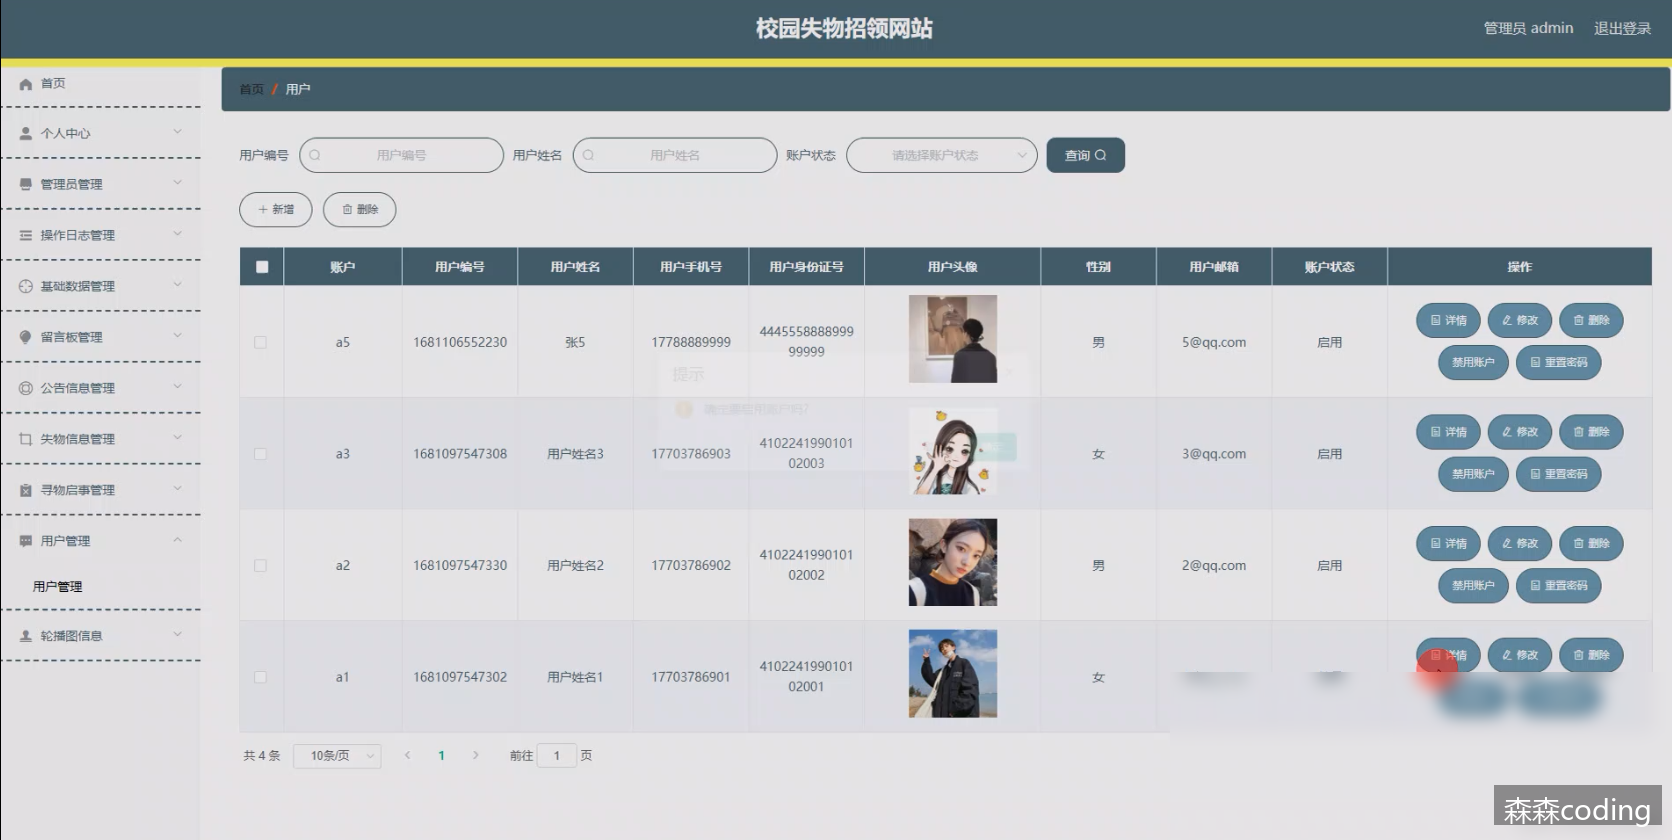 校园失物招领网站
管理员 admin 退出登录
首页
个人中心
管理员管理
操作日志管理
基础数据管理
留言板管理
公告信息管理
失物信息管理
寻物启事管理
用户管理
用户管理
轮播图信息
首页 / 用户
用户编号 用户编号 用户姓名 用户姓名 账户状态 请选择账户状态 查询
+ 新增 删除
账户 用户编号 用户姓名 用户手机号 用户身份证号 用户头像 性别 用户邮箱 账户状态 操作
a5 1681106552230 张5 17788889999 4445558888999
99999 男 5@qq.com 启用 详情 修改 删除
禁用账户 重置密码
提示
a3 1681097547308 用户姓名3 17703786903 4102241990101
02003 女 3@qq.com 启用 详情 修改 删除
禁用账户 重置密码
a2 1681097547330 用户姓名2 17703786902 4102241990101
02002 男 2@qq.com 启用 详情 修改 删除
禁用账户 重置密码
a1 1681097547302 用户姓名1 17703786901 4102241990101
02001 女 详情 修改 删除
共 4 条 10条/页 < 1 > 前往 1 页
森森coding